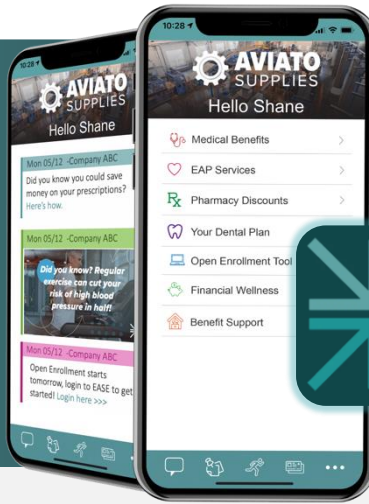 10:28
AVIATO
SUPPLIES
Hello Shane
Mon 05/12 -Company ABC
Did you know you could save
money on your prescriptions?
Here's how.
Mon 05/12 -Company ABC
Did you know? Regular
exercise can cut your
risk of high blood
pressure in half!
Mon 05/12 -Company ABC
Open Enrollment starts
tomorrow, login to EASE to get
started! Login here >>>
10:28
AVIATO
SUPPLIES
Hello Shane
Medical Benefits
EAP Services
Rx Pharmacy Discounts
Your Dental Plan
Open Enrollment Tool
Financial Wellness
Benefit Support